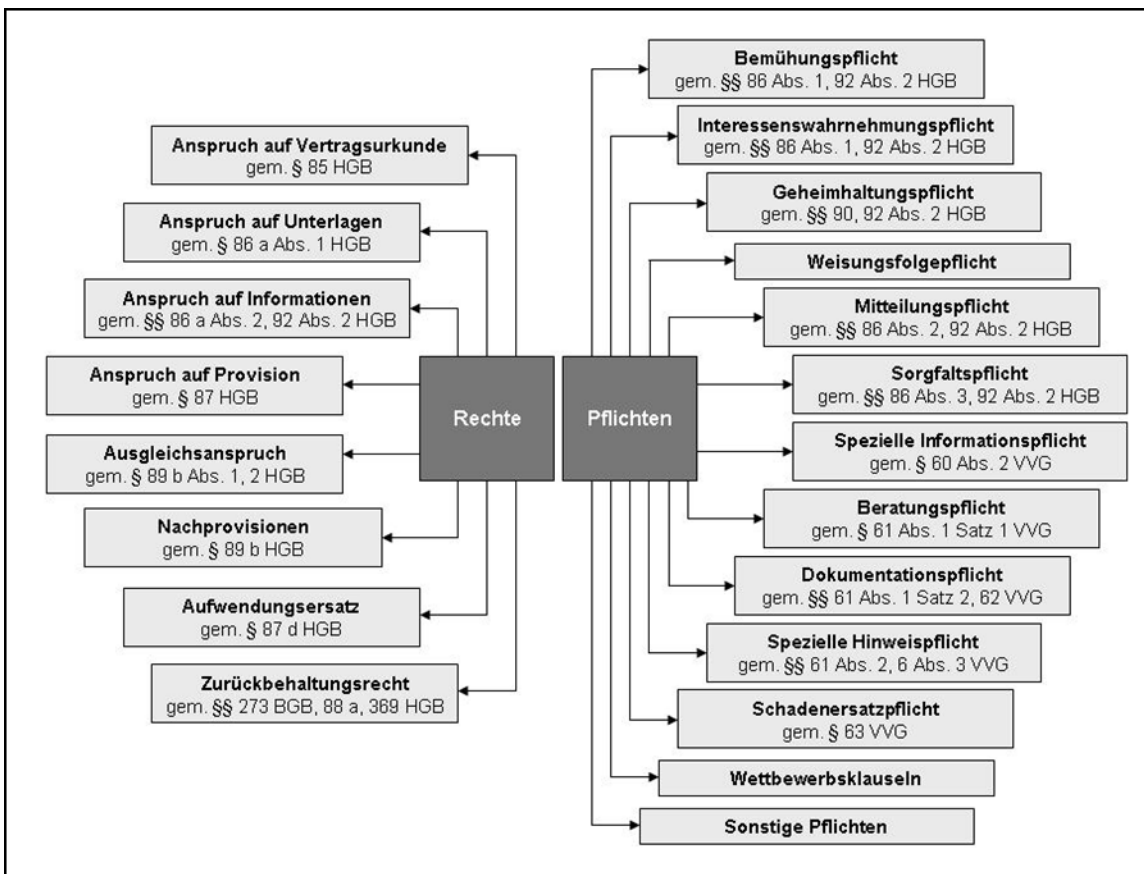 Anspruch auf Vertragsurkunde
gem. § 85 HGB
Anspruch auf Unterlagen
gem. § 86 a Abs. 1 HGB
Anspruch auf Informationen
gem. §§ 86 a Abs. 2, 92 Abs. 2 HGB
Anspruch auf Provision
gem. § 87 HGB
Ausgleichsanspruch
gem. § 89 b Abs. 1, 2 HGB
Nachprovisionen
gem. § 89 b HGB
Aufwendungsersatz
gem. § 87 d HGB
Zurückbehaltungsrecht
gem. §§ 273 BGB, 88 a, 369 HGB
Rechte
Pflichten
Bemühungspflicht
gem. §§ 86 Abs. 1, 92 Abs. 2 HGB
Interessenswahrnehmungspflicht
gem. §§ 86 Abs. 1, 92 Abs. 2 HGB
Geheimhaltungspflicht
gem. §§ 90, 92 Abs. 2 HGB
Weisungsfolgepflicht
Mitteilungspflicht
gem. §§ 86 Abs. 2, 92 Abs. 2 HGB
Sorgfaltspflicht
gem. §§ 86 Abs. 3, 92 Abs. 2 HGB
Spezielle Informationspflicht
gem. § 60 Abs. 2 VVG
Beratungspflicht
gem. § 61 Abs. 1 Satz 1 VVG
Dokumentationspflicht
gem. §§ 61 Abs. 1 Satz 2, 62 VVG
Spezielle Hinweispflicht
gem. §§ 61 Abs. 2, 6 Abs. 3 VVG
Schadenersatzpflicht
gem. § 63 VVG
Wettbewerbsklauseln
Sonstige Pflichten